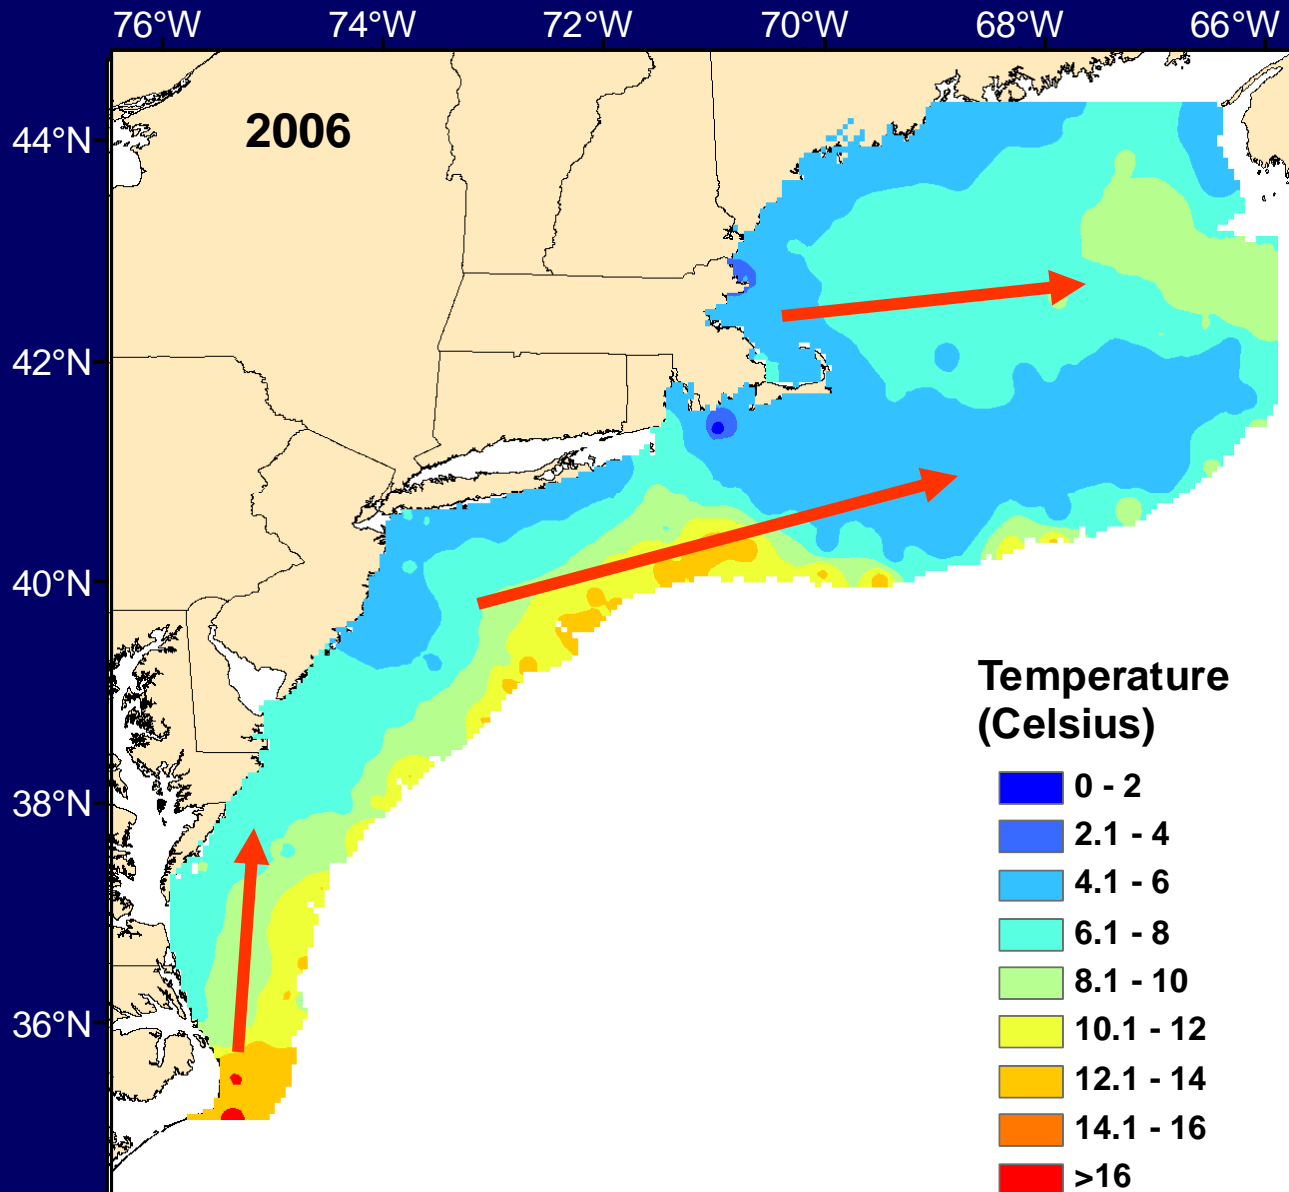 76°W 74°W 72°W 70°W 68°W 66°W
2006
44°N
42°N
40°N
38°N
36°N
Temperature
(Celsius)
0 - 2
2.1 - 4
4.1 - 6
6.1 - 8
8.1 - 10
10.1 - 12
12.1 - 14
14.1 - 16
>16